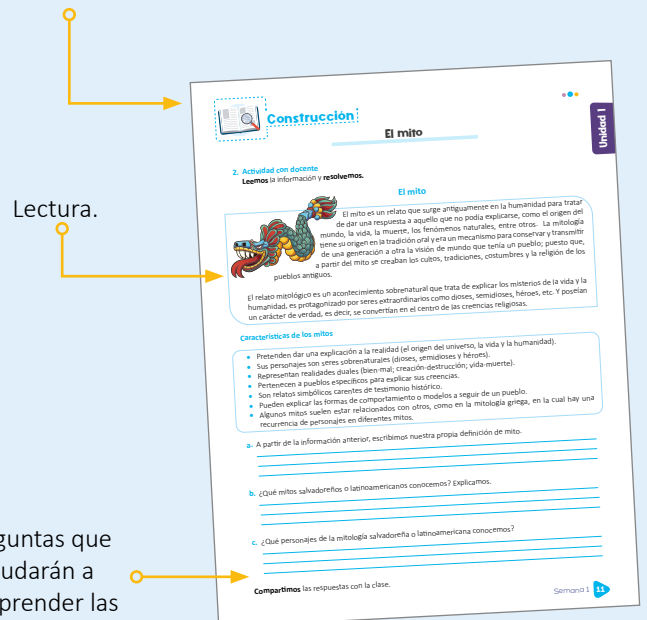 Construcción
El mito
Unidad 1
2. Actividad con docente
Leemos la información y resolvemos.
El mito
El mito es un relato que surge antiguamente en la humanidad para tratar
de dar una respuesta a aquello que no podía explicarse, como el origen del
mundo, la vida, la muerte, los fenómenos naturales, entre otros. La mitología
tiene su origen en la tradición oral y era un mecanismo para conservar y transmitir
de una generación a otra la visión de mundo que tenía un pueblo; puesto que,
a partir del mito se creaban los cultos, tradiciones, costumbres y la religión de los
pueblos antiguos.
El relato mitológico es un acontecimiento sobrenatural que trata de explicar los misterios de la vida y la
humanidad, es protagonizado por seres extraordinarios como dioses, semidioses, héroes, etc. Y poseían
un carácter de verdad, es decir, se convertían en el centro de las creencias religiosas.
Características de los mitos
• Pretenden dar una explicación a la realidad (el origen del universo, la vida y la humanidad).
• Sus personajes son seres sobrenaturales (dioses, semidioses y héroes).
• Representan realidades duales (bien-mal; creación-destrucción; vida-muerte).
• Pertenecen a pueblos específicos para explicar sus creencias.
• Son relatos simbólicos carentes de testimonio histórico.
• Pueden explicar las formas de comportamiento o modelos a seguir de un pueblo.
• Algunos mitos suelen estar relacionados con otros, como en la mitología griega, en la cual hay una
recurrencia de personajes en diferentes mitos.
a. A partir de la información anterior, escribimos nuestra propia definición de mito.
b. ¿Qué mitos salvadoreños o latinoamericanos conocemos? Explicamos.
c. ¿Qué personajes de la mitología salvadoreña o latinoamericana conocemos?
Compartimos las respuestas con la clase.
Semana 1 11
Lectura.
guntas que
udarán a
prender las